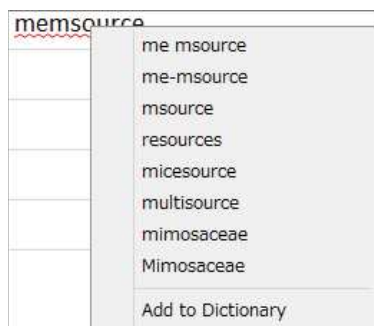 memsource
me msource
me-msource
msource
resources
micesource
multisource
mimosaceae
Mimosaceae
Add to Dictionary